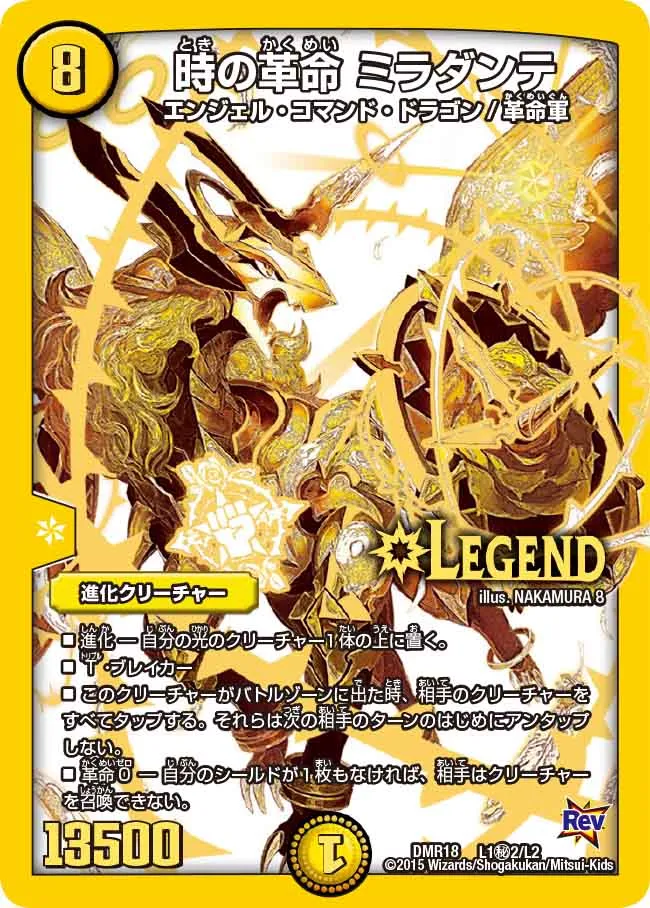 8
時の革命 ミラダンテ
エンジェル・コマンド・ドラゴン / 革命軍
LEGEND
illus. NAKAMURA 8
進化クリーチャー
■ 進化 ― 自分の光のクリーチャー1体の上に置く。
■ T・ブレイカー
■ このクリーチャーがバトルゾーンに出た時、相手のクリーチャーを
すべてタップする。それらは次の相手のターンのはじめにアンタップ
しない。
■ 革命 0 ― 自分のシールドが1枚もなければ、相手はクリーチャー
を召喚できない。
13500
1
Rev
DMR18 L1㊙2/L2
©2015 Wizards/Shogakukan/Mitsui-Kids